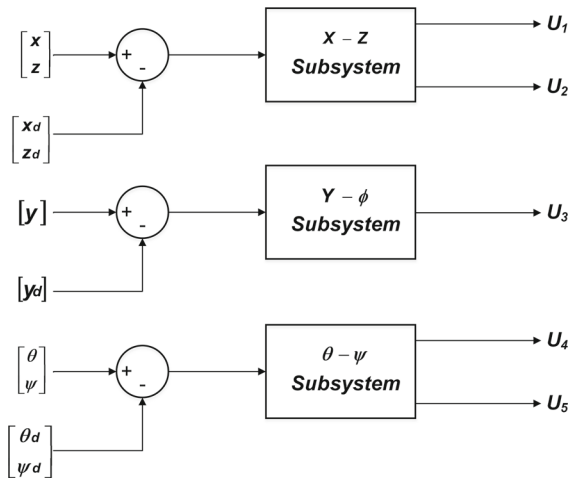 x
z
+
-
X – Z
Subsystem
U1
U2
xd
zd
[y]
+
-
Y – ϕ
Subsystem
U3
[yd]
θ
ψ
+
-
θ – ψ
Subsystem
U4
U5
θd
ψd